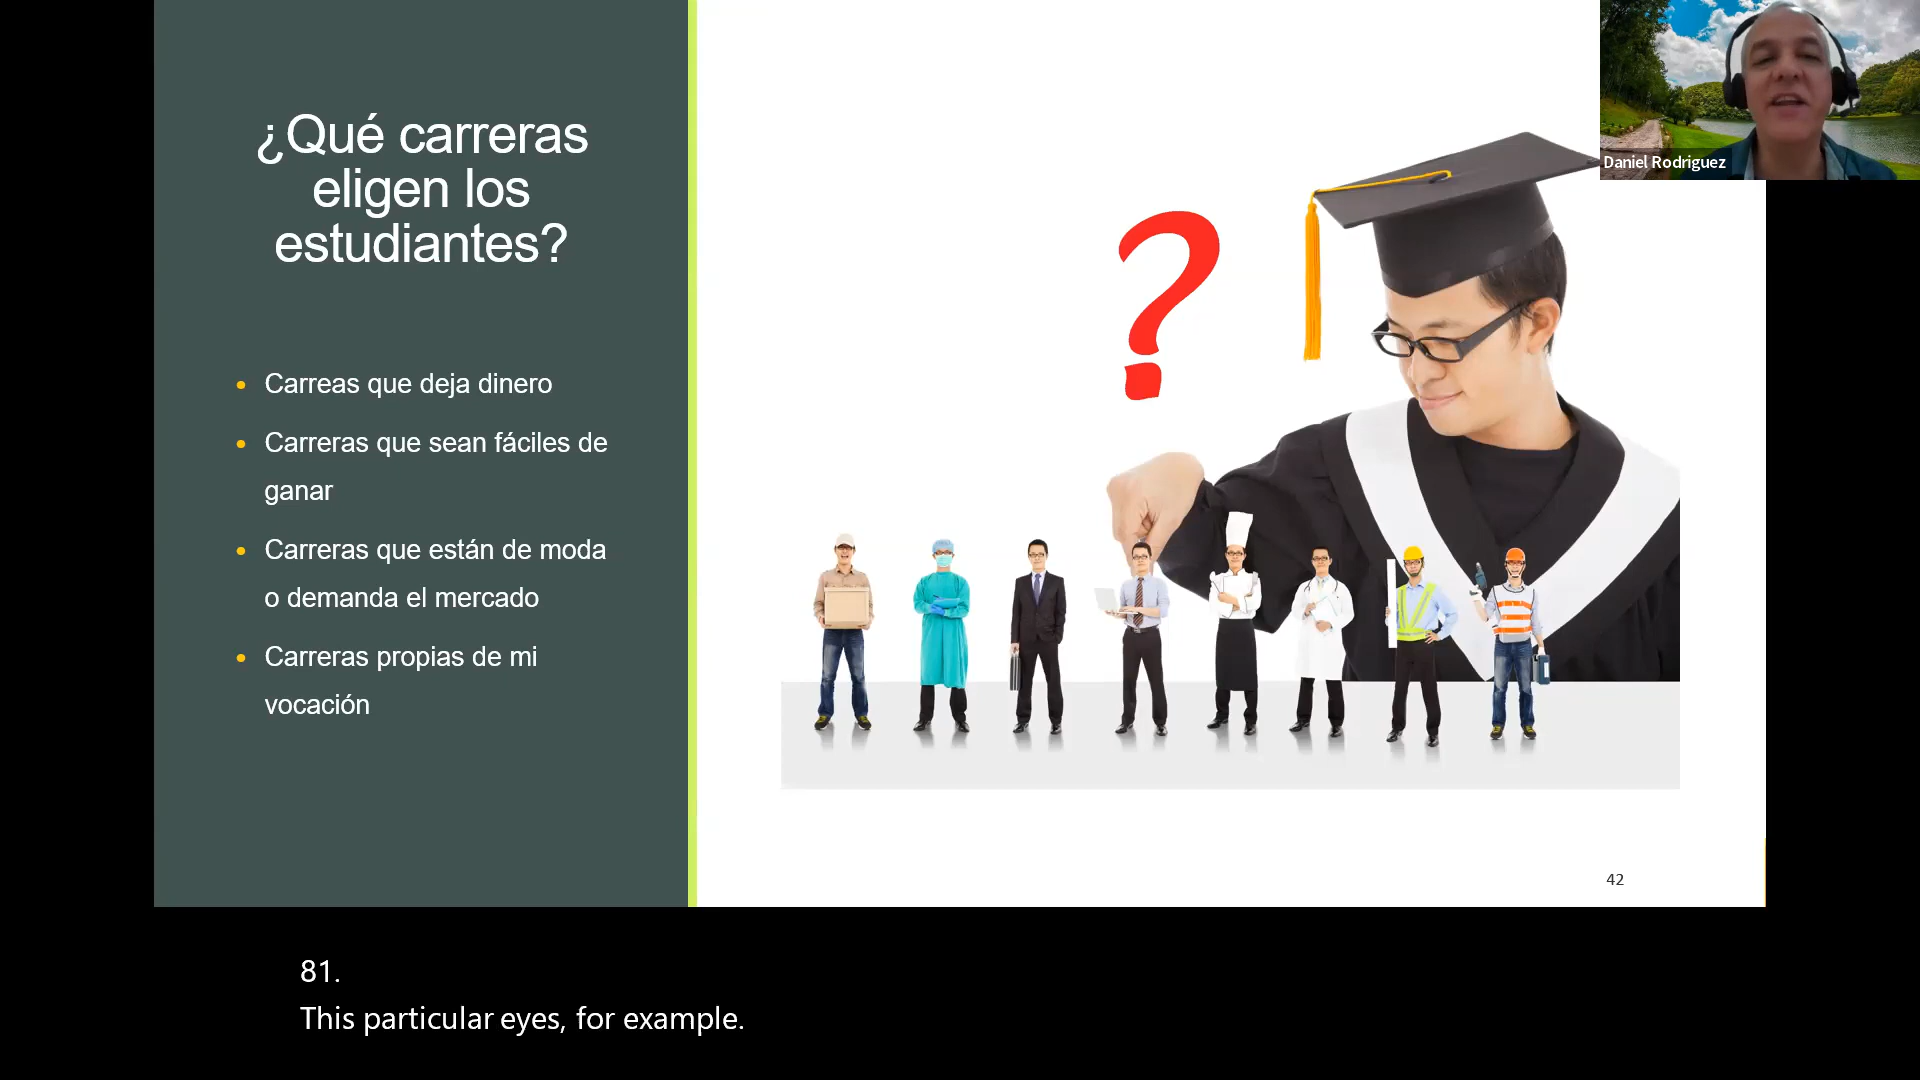 ¿Qué carreras
eligen los
estudiantes?
• Carreas que deja dinero
• Carreras que sean fáciles de
ganar
• Carreras que están de moda
o demanda el mercado
• Carreras propias de mi
vocación
?
Daniel Rodriguez
42
81.
This particular eyes, for example.